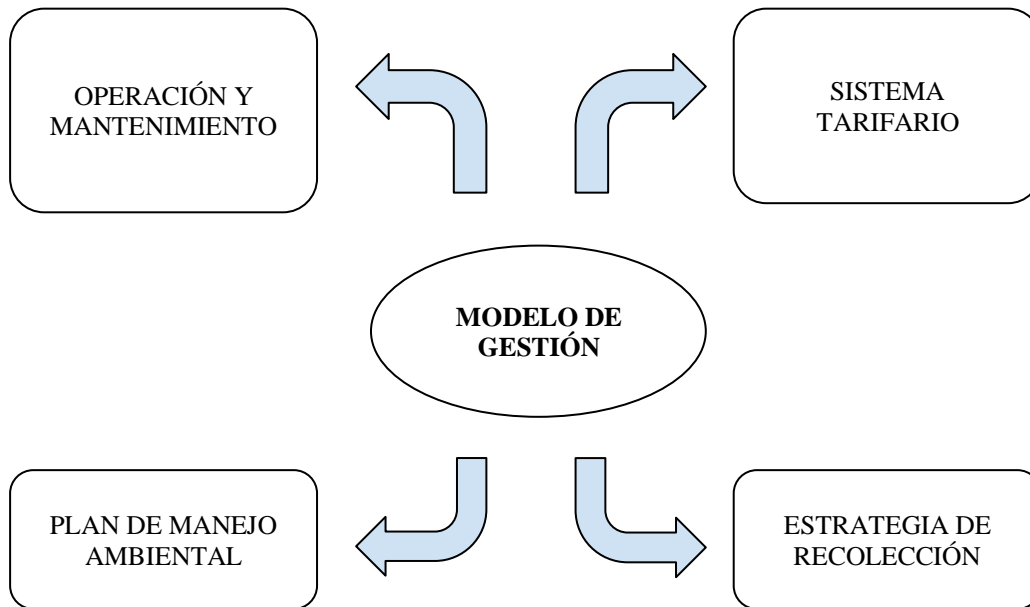 OPERACIÓN Y
MANTENIMIENTO
SISTEMA
TARIFARIO
MODELO DE
GESTIÓN
PLAN DE MANEJO
AMBIENTAL
ESTRATEGIA DE
RECOLECCIÓN